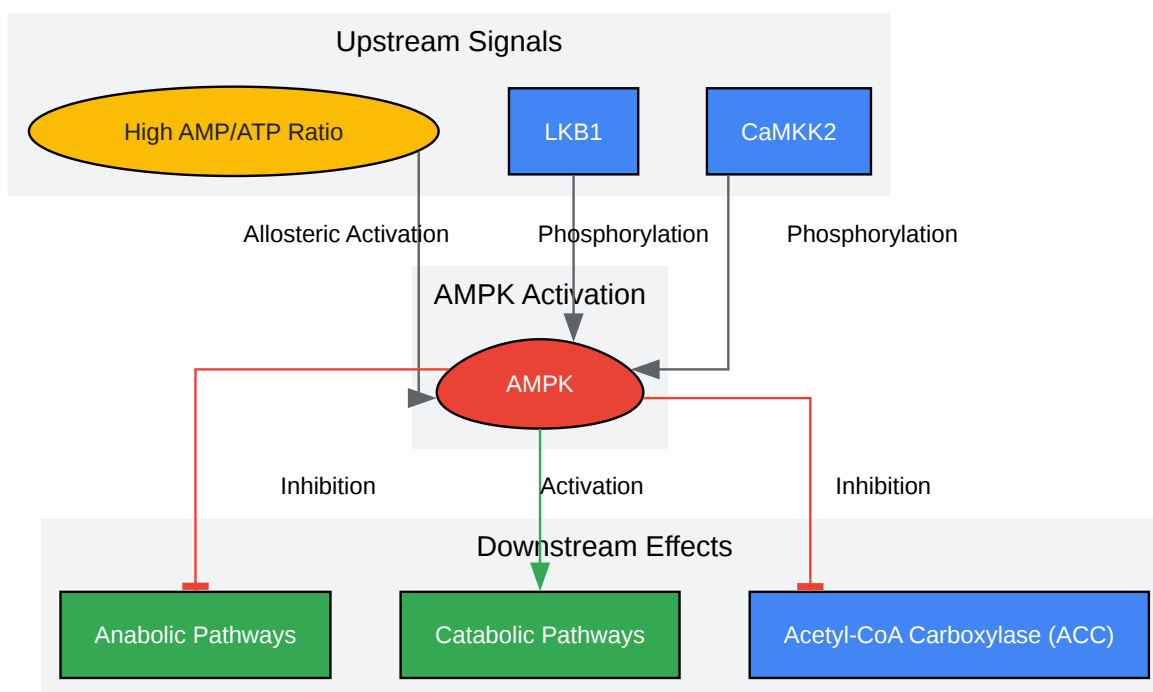 Upstream Signals
High AMP/ATP Ratio
LKB1
CaMKK2
Allosteric Activation
Phosphorylation
Phosphorylation
AMPK Activation
AMPK
Inhibition
Activation
Inhibition
Downstream Effects
Anabolic Pathways
Catabolic Pathways
Acetyl-CoA Carboxylase (ACC)